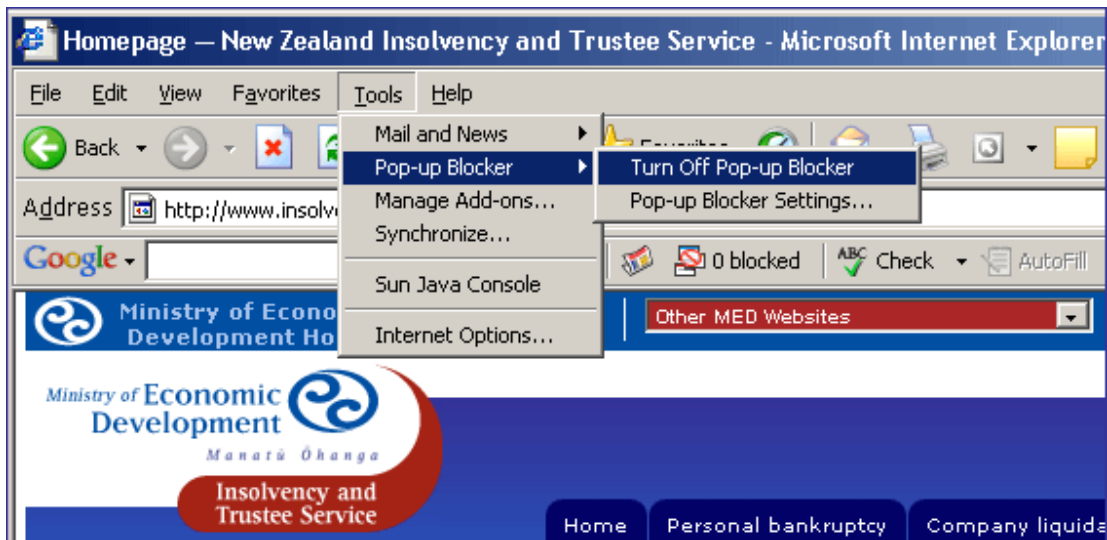 Homepage — New Zealand Insolvency and Trustee Service - Microsoft Internet Explorer
File Edit View Favorites Tools Help
Back
Mail and News
Pop-up Blocker
Manage Add-ons...
Synchronize...
Sun Java Console
Internet Options...
Turn Off Pop-up Blocker
Pop-up Blocker Settings...
Address http://www.insolv
Google 0 blocked ABC Check AutoFill
Ministry of Econo
Development Ho
Other MED Websites
Ministry of Economic
Development
Manatū Ōhanga
Insolvency and
Trustee Service
Home Personal bankruptcy Company liquida